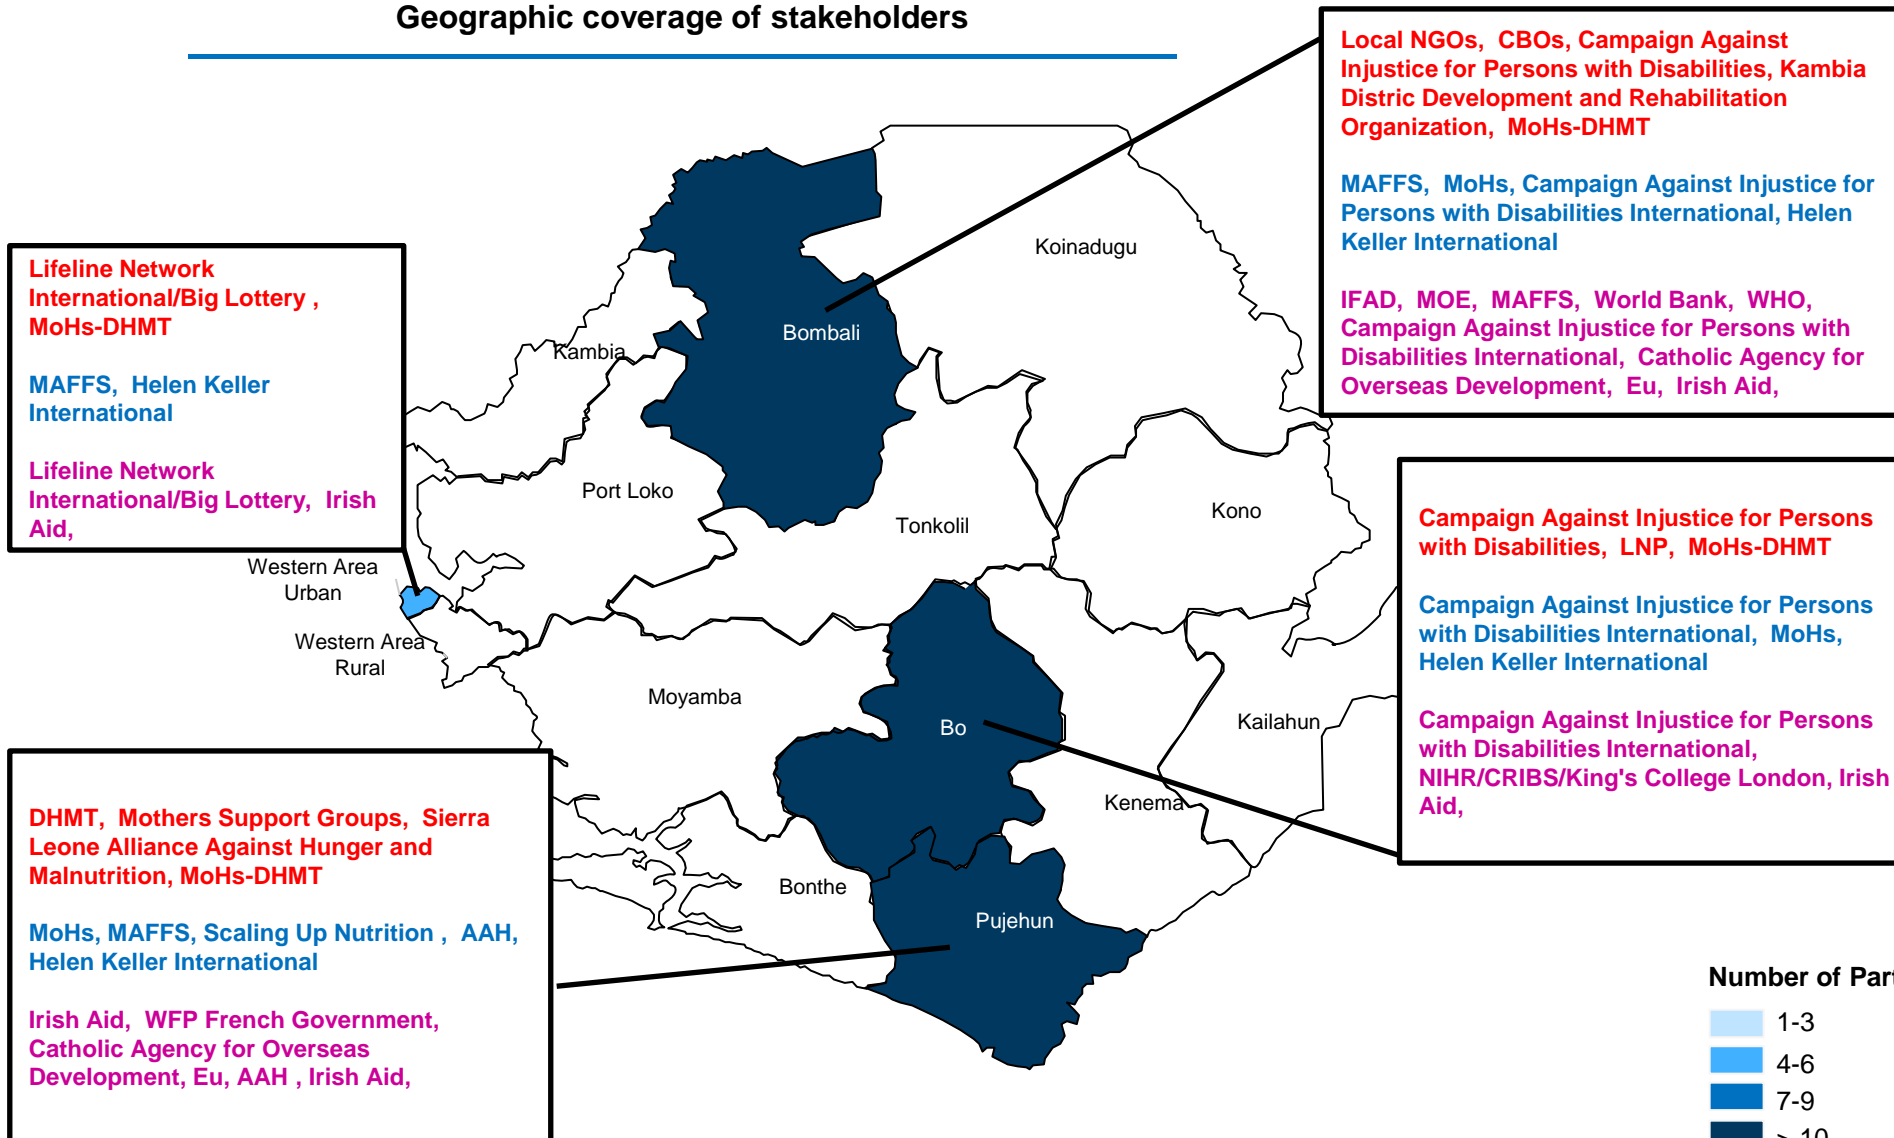 Geographic coverage of stakeholders
Local NGOs, CBOs, Campaign Against
Injustice for Persons with Disabilities, Kambia
Distric Development and Rehabilitation
Organization, MoHs-DHMT
MAFFS, MoHs, Campaign Against Injustice for
Persons with Disabilities International, Helen
Keller International
IFAD, MOE, MAFFS, World Bank, WHO,
Campaign Against Injustice for Persons with
Disabilities International, Catholic Agency for
Overseas Development, Eu, Irish Aid,
Lifeline Network
International/Big Lottery ,
MoHs-DHMT
MAFFS, Helen Keller
International
Lifeline Network
International/Big Lottery, Irish
Aid,
Koinadugu
Bombali
Kambia
Port Loko
Tonkolil
Kono
Western Area
Urban
Western Area
Rural
Moyamba
Bo
Kailahun
Kenema
Bonthe
Pujehun
Campaign Against Injustice for Persons
with Disabilities, LNP, MoHs-DHMT
Campaign Against Injustice for Persons
with Disabilities International, MoHs,
Helen Keller International
Campaign Against Injustice for Persons
with Disabilities International,
NIHR/CRIBS/King's College London, Irish
Aid,
DHMT, Mothers Support Groups, Sierra
Leone Alliance Against Hunger and
Malnutrition, MoHs-DHMT
MoHs, MAFFS, Scaling Up Nutrition , AAH,
Helen Keller International
Irish Aid, WFP French Government,
Catholic Agency for Overseas
Development, Eu, AAH , Irish Aid,
Number of Part
1-3
4-6
7-9
> 10